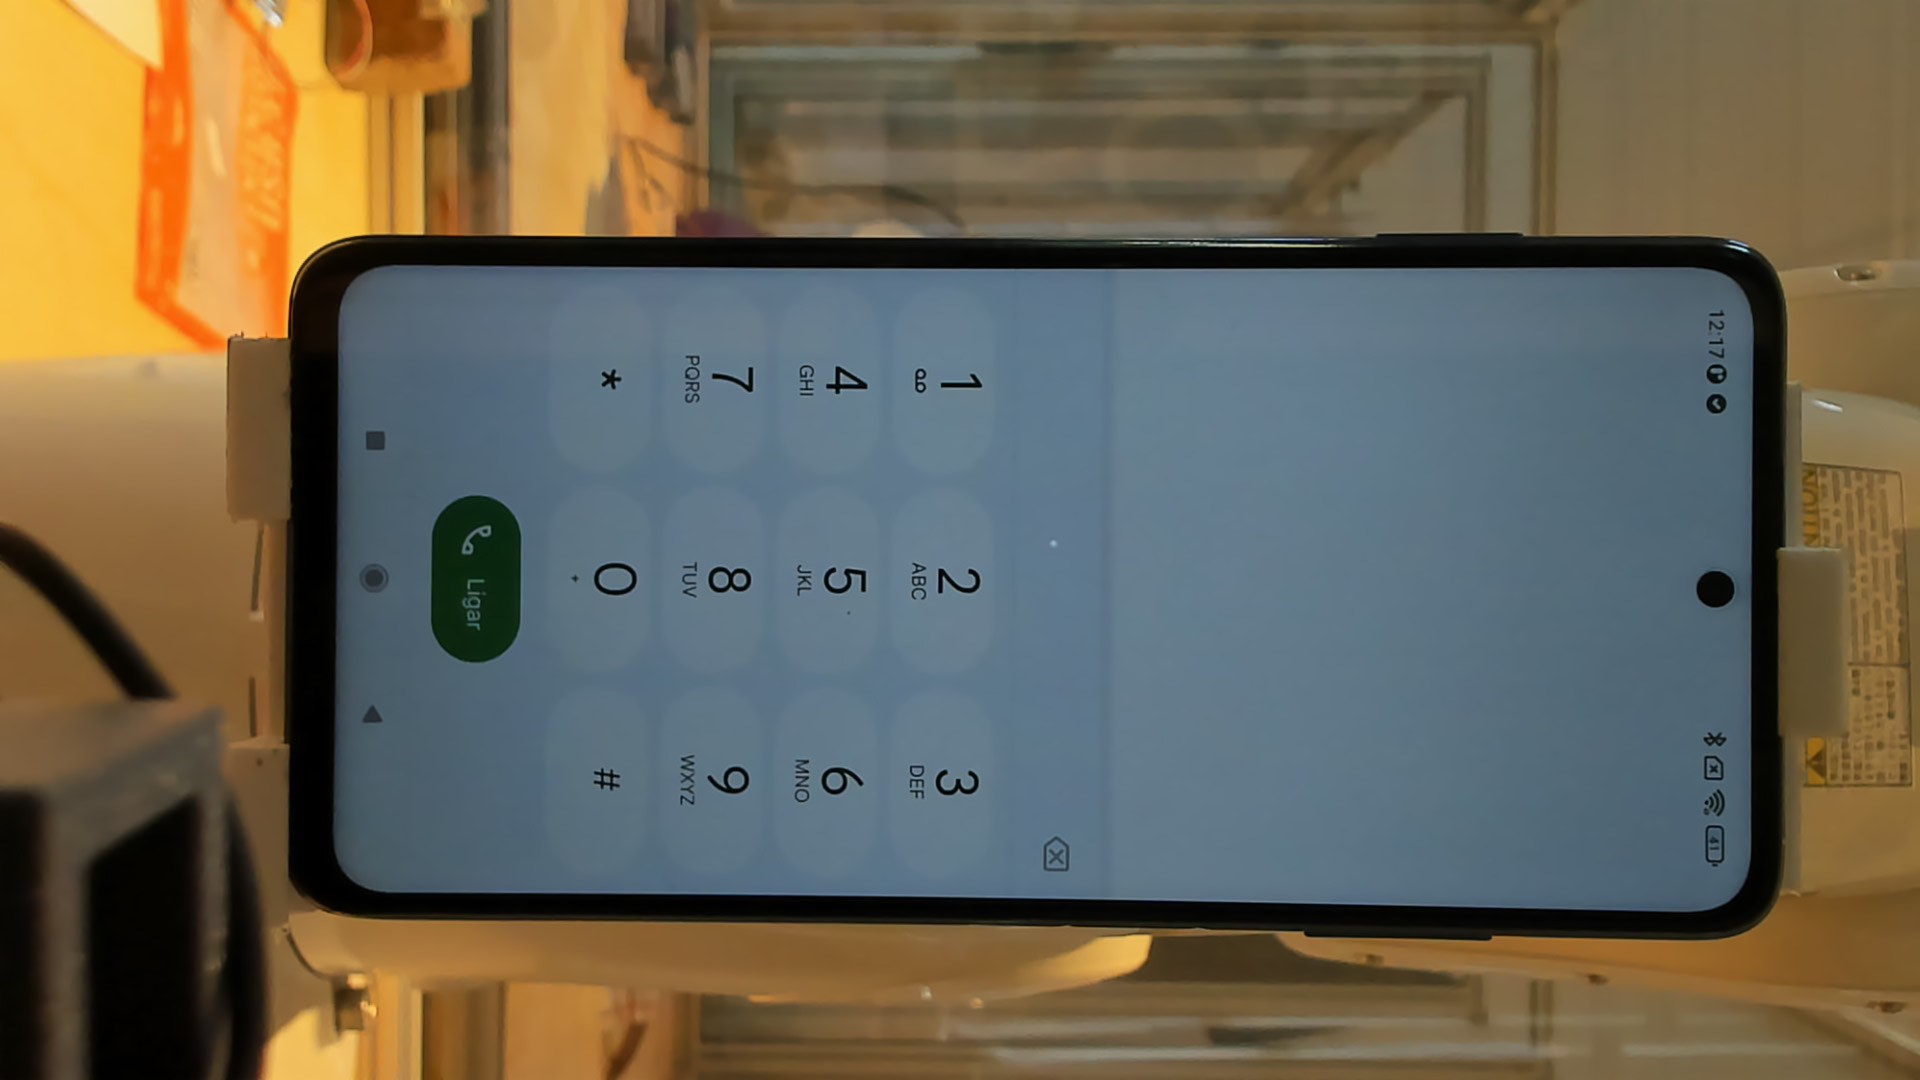 12:17
41
1
2 ABC
3 DEF
4 GHI
5 JKL
6 MNO
7 PQRS
8 TUV
9 WXYZ
*
0 +
#
Ligar